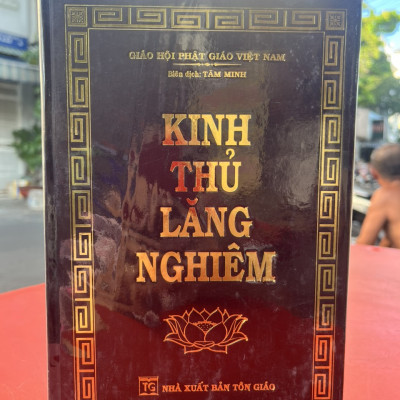 GIÁO HỘI PHẬT GIÁO VIỆT NAM
Biên dịch: TÂM MINH
KINH
THỦ
LĂNG
NGHIÊM
TG NHÀ XUẤT BẢN TÔN GIÁO